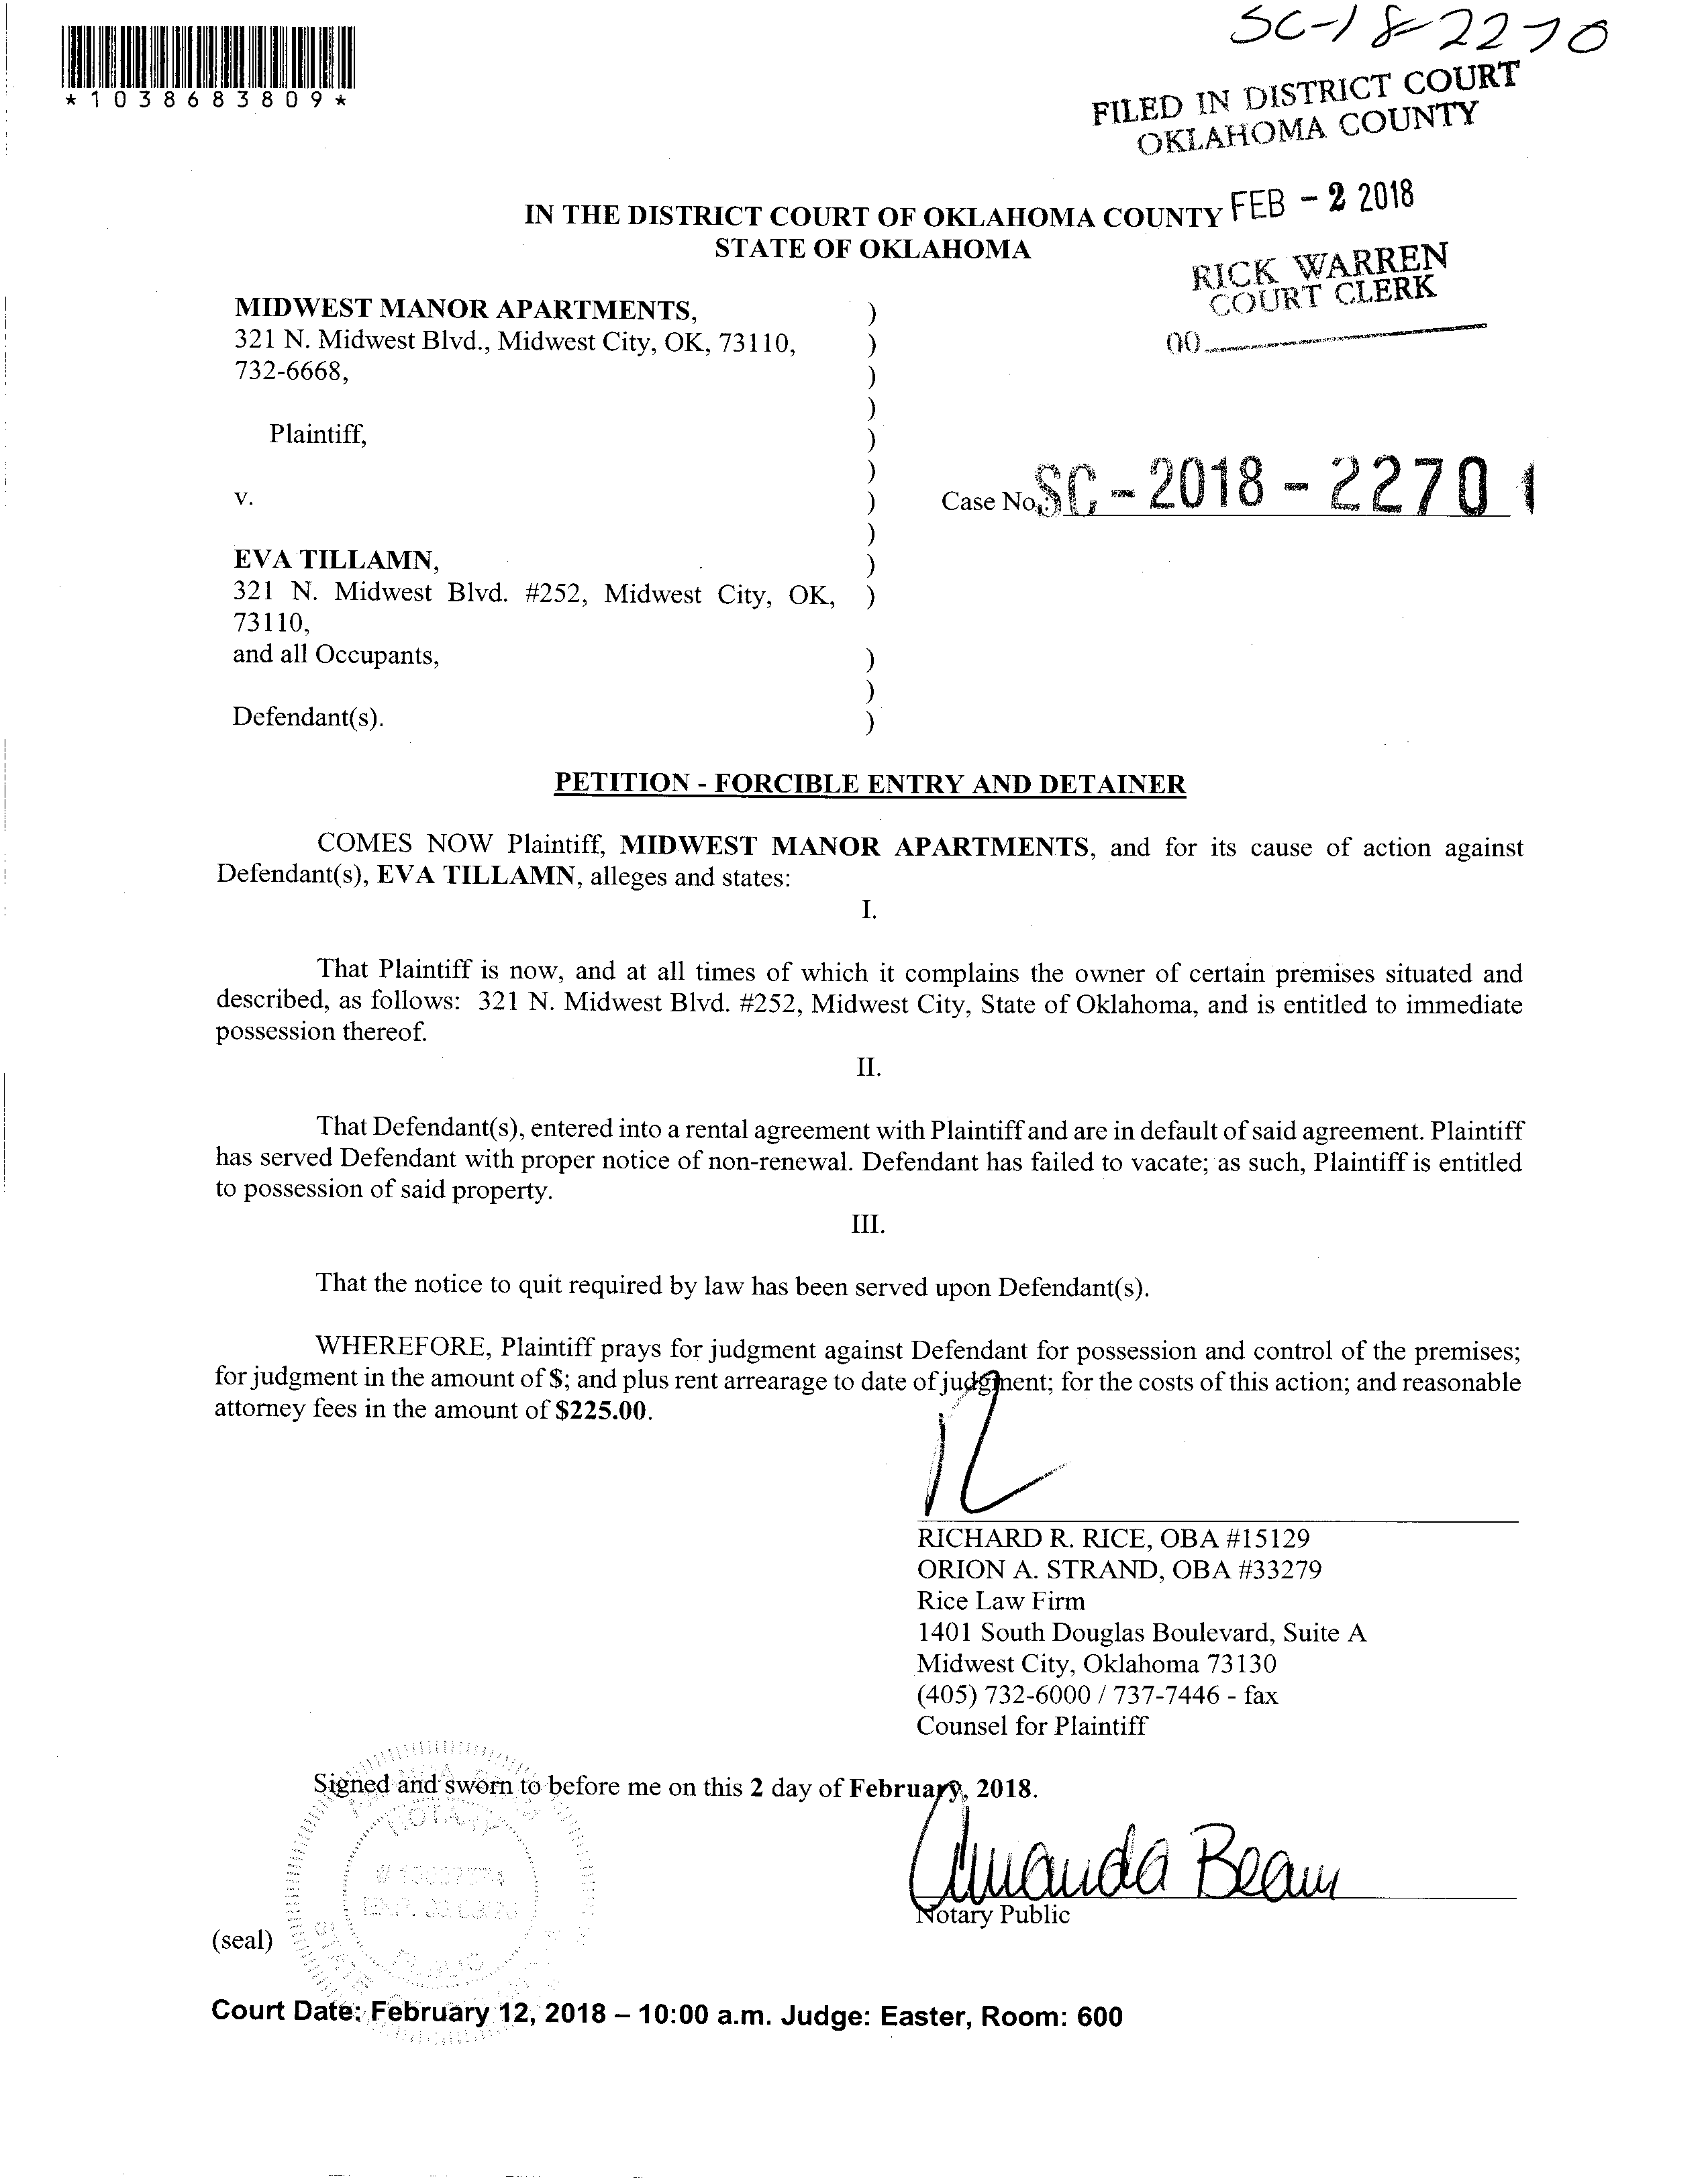 SC-18-2270
*1038683809*
FILED IN DISTRICT COURT
OKLAHOMA COUNTY
FEB - 2 2018
RICK WARREN
COURT CLERK
00
IN THE DISTRICT COURT OF OKLAHOMA COUNTY
STATE OF OKLAHOMA
MIDWEST MANOR APARTMENTS, )
321 N. Midwest Blvd., Midwest City, OK, 73110, )
732-6668, )
)
Plaintiff, )
)
v. ) Case No. SC - 2018 - 2270
)
EVA TILLAMN, )
321 N. Midwest Blvd. #252, Midwest City, OK, )
73110,
and all Occupants, )
)
Defendant(s). )
PETITION - FORCIBLE ENTRY AND DETAINER
COMES NOW Plaintiff, MIDWEST MANOR APARTMENTS, and for its cause of action against
Defendant(s), EVA TILLAMN, alleges and states:
I.
That Plaintiff is now, and at all times of which it complains the owner of certain premises situated and
described, as follows: 321 N. Midwest Blvd. #252, Midwest City, State of Oklahoma, and is entitled to immediate
possession thereof.
II.
That Defendant(s), entered into a rental agreement with Plaintiff and are in default of said agreement. Plaintiff
has served Defendant with proper notice of non-renewal. Defendant has failed to vacate; as such, Plaintiff is entitled
to possession of said property.
III.
That the notice to quit required by law has been served upon Defendant(s).
WHEREFORE, Plaintiff prays for judgment against Defendant for possession and control of the premises;
for judgment in the amount of $; and plus rent arrearage to date of judgment; for the costs of this action; and reasonable
attorney fees in the amount of $225.00.
RICHARD R. RICE, OBA #15129
ORION A. STRAND, OBA #33279
Rice Law Firm
1401 South Douglas Boulevard, Suite A
Midwest City, Oklahoma 73130
(405) 732-6000 / 737-7446 - fax
Counsel for Plaintiff
Signed and sworn to before me on this 2 day of February, 2018.
Amanda Beam
Notary Public
(seal)
Court Date: February 12, 2018 – 10:00 a.m. Judge: Easter, Room: 600